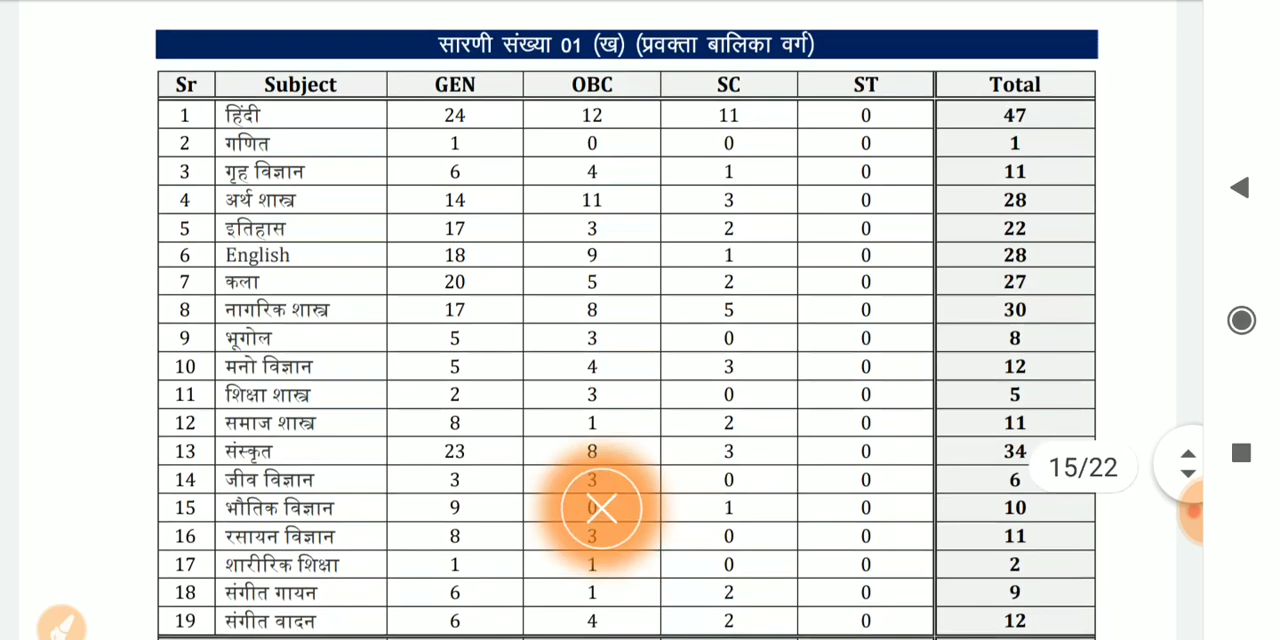 सारणी संख्या 01 (ख) (प्रवक्ता बालिका वर्ग)
Sr Subject GEN OBC SC ST Total
1 हिंदी 24 12 11 0 47
2 गणित 1 0 0 0 1
3 गृह विज्ञान 6 4 1 0 11
4 अर्थ शास्त्र 14 11 3 0 28
5 इतिहास 17 3 2 0 22
6 English 18 9 1 0 28
7 कला 20 5 2 0 27
8 नागरिक शास्त्र 17 8 5 0 30
9 भूगोल 5 3 0 0 8
10 मनो विज्ञान 5 4 3 0 12
11 शिक्षा शास्त्र 2 3 0 0 5
12 समाज शास्त्र 8 1 2 0 11
13 संस्कृत 23 8 3 0 34
15/22
14 जीव विज्ञान 3 3 0 0 6
15 भौतिक विज्ञान 9 0 1 0 10
16 रसायन विज्ञान 8 3 0 0 11
17 शारीरिक शिक्षा 1 1 0 0 2
18 संगीत गायन 6 1 2 0 9
19 संगीत वादन 6 4 2 0 12